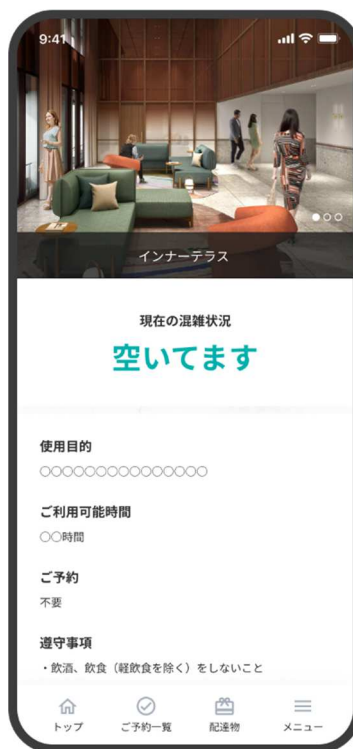 9:41
インナーテラス
現在の混雑状況
空いてます
使用目的
○○○○○○○○○○○○○○○
ご利用可能時間
○○時間
ご予約
不要
遵守事項
・飲酒、飲食（軽飲食を除く）をしないこと
トップ ご予約一覧 配達物 メニュー